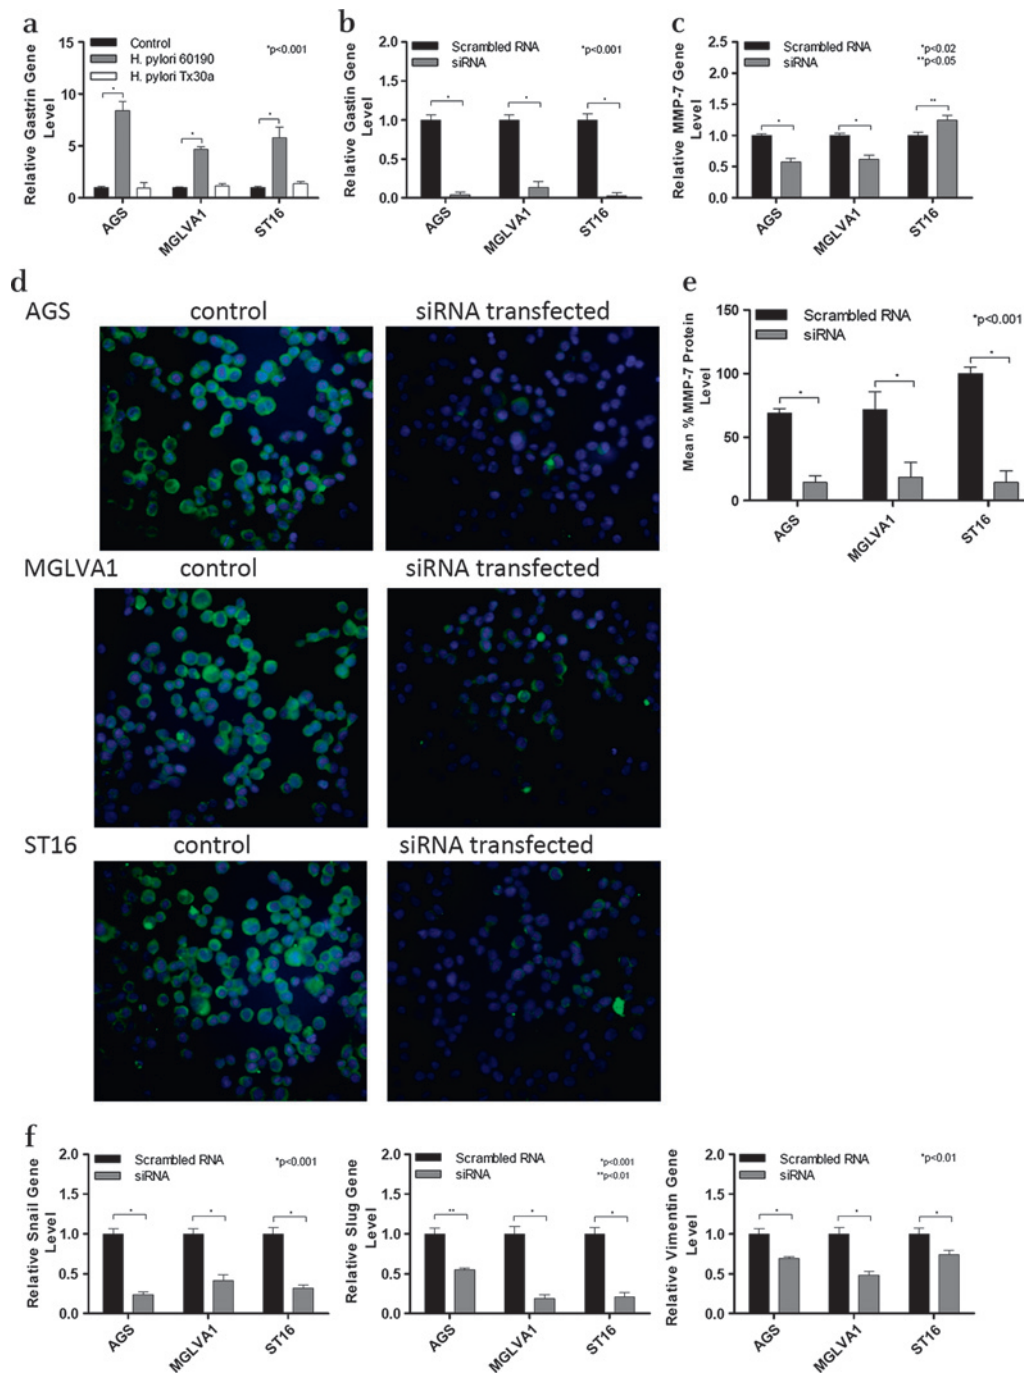 a
Relative Gastrin Gene
Level
15
10
5
0
Control
H. pylori 60190
H. pylori Tx30a
*p<0.001
*
*
*
AGS
MGLVA1
ST16
b
Relative Gastin Gene
Level
2.0
1.5
1.0
0.5
0.0
Scrambled RNA
siRNA
*p<0.001
*
*
*
AGS
MGLVA1
ST16
c
Relative MMP-7 Gene
Level
2.5
2.0
1.5
1.0
0.5
0.0
Scrambled RNA
siRNA
*p<0.02
**p<0.05
*
*
**
AGS
MGLVA1
ST16
d
AGS control siRNA transfected
MGLVA1 control siRNA transfected
ST16 control siRNA transfected
e
Mean % MMP-7 Protein
Level
150
100
50
0
Scrambled RNA
siRNA
*p<0.001
*
*
*
AGS
MGLVA1
ST16
f
Relative Snail Gene
Level
2.0
1.5
1.0
0.5
0.0
Scrambled RNA
siRNA
*p<0.001
*
*
*
AGS
MGLVA1
ST16
Relative Slug Gene
Level
2.0
1.5
1.0
0.5
0.0
Scrambled RNA
siRNA
*p<0.001
**p<0.01
**
*
*
AGS
MGLVA1
ST16
Relative Vimentin Gene
Level
2.0
1.5
1.0
0.5
0.0
Scrambled RNA
siRNA
*p<0.01
*
*
*
AGS
MGLVA1
ST16